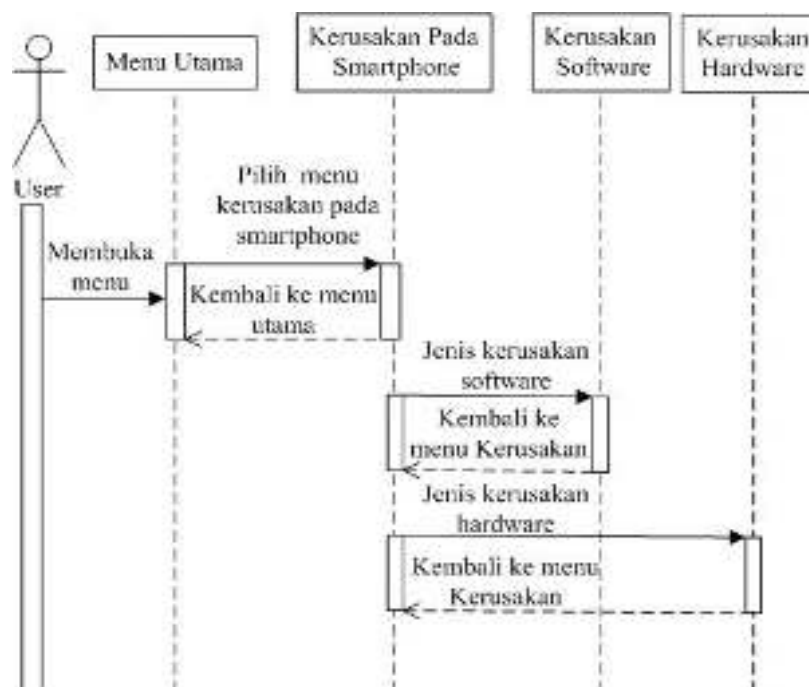 Menu Utama
Kerusakan Pada
Smartphone
Kerusakan
Software
Kerusakan
Hardware
User
Pilih menu
kerusakan pada
smartphone
Membuka
menu
Kembali ke menu
utama
Jenis kerusakan
software
Kembali ke
menu Kerusakan
Jenis kerusakan
hardware
Kembali ke menu
Kerusakan